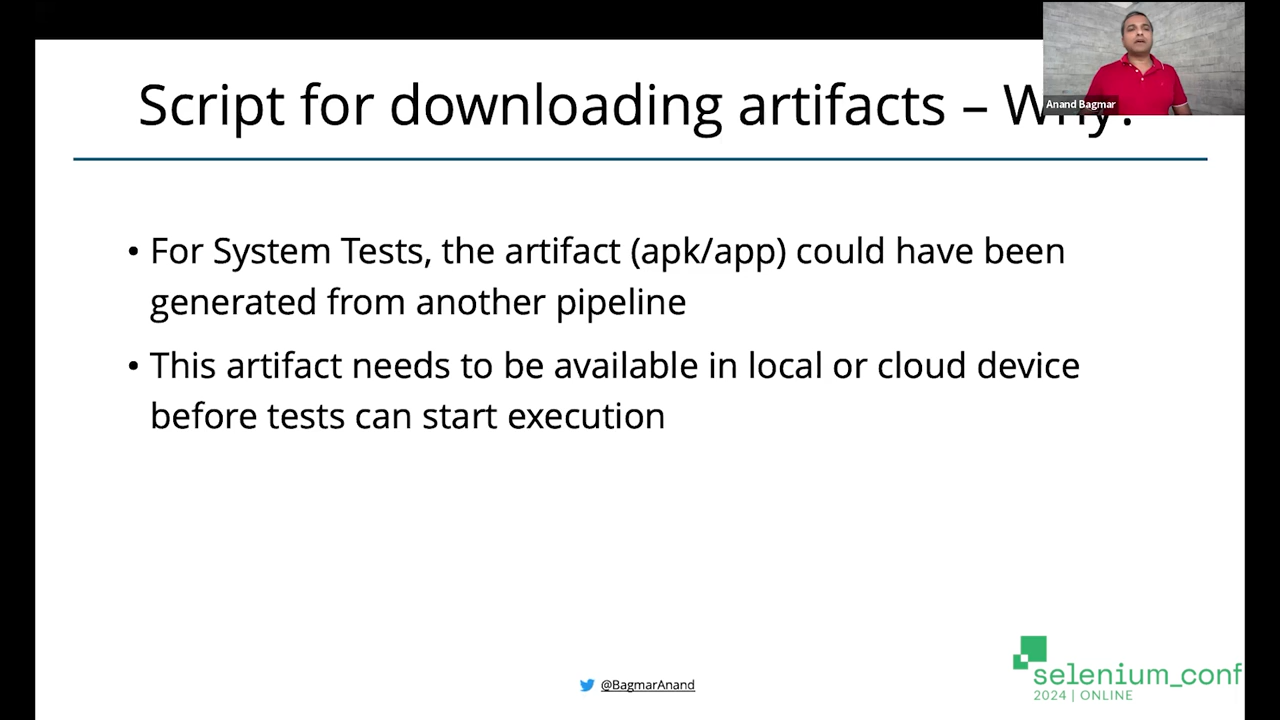 Script for downloading artifacts – Why?
Anand Bagmar
• For System Tests, the artifact (apk/app) could have been
generated from another pipeline
• This artifact needs to be available in local or cloud device
before tests can start execution
@BagmarAnand
selenium_conf
2024 | ONLINE